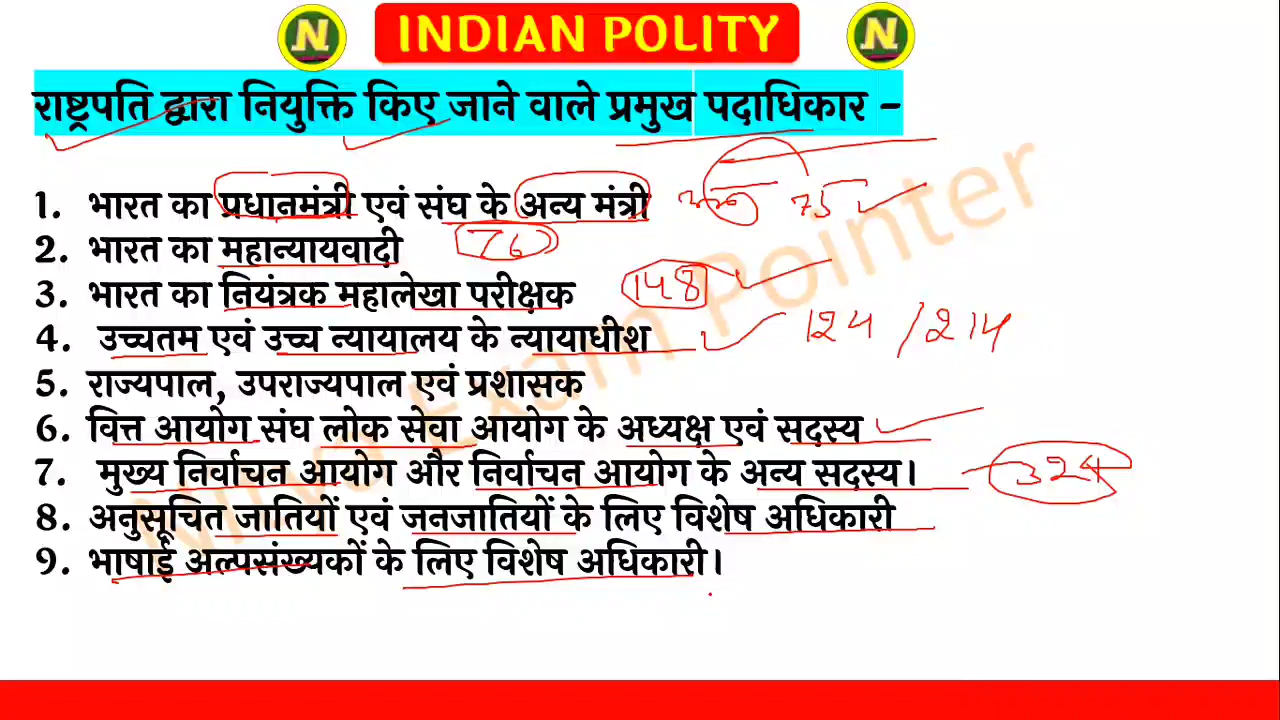 N INDIAN POLITY N
राष्ट्रपति द्वारा नियुक्ति किए जाने वाले प्रमुख पदाधिकार –
1. भारत का प्रधानमंत्री एवं संघ के अन्य मंत्री 75
2. भारत का महान्यायवादी 76
3. भारत का नियंत्रक महालेखा परीक्षक 148
4. उच्चतम एवं उच्च न्यायालय के न्यायाधीश 124 / 214
5. राज्यपाल, उपराज्यपाल एवं प्रशासक
6. वित्त आयोग संघ लोक सेवा आयोग के अध्यक्ष एवं सदस्य
7. मुख्य निर्वाचन आयोग और निर्वाचन आयोग के अन्य सदस्य। 324
8. अनुसूचित जातियों एवं जनजातियों के लिए विशेष अधिकारी
9. भाषाई अल्पसंख्यकों के लिए विशेष अधिकारी।
Exam Pointer